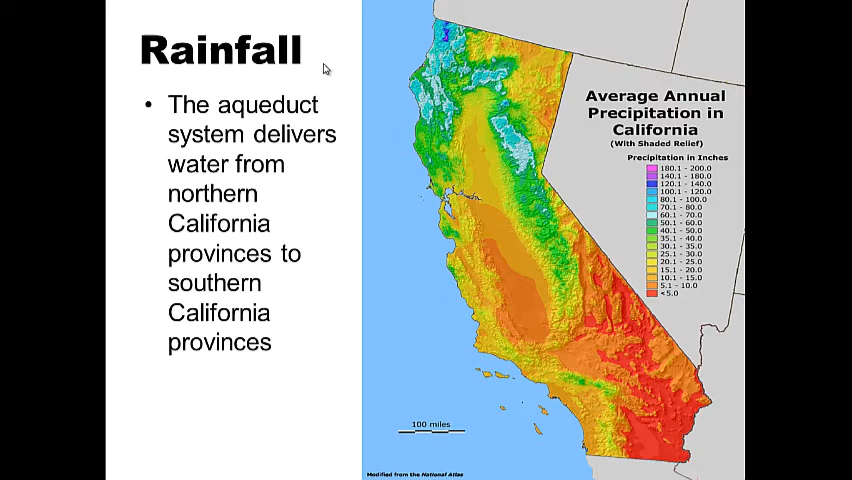 Rainfall
• The aqueduct
system delivers
water from
northern
California
provinces to
southern
California
provinces
Average Annual
Precipitation in
California
(With Shaded Relief)
Precipitation in Inches
180.1 - 200.0
140.1 - 180.0
120.1 - 140.0
100.1 - 120.0
80.1 - 100.0
70.1 - 80.0
60.1 - 70.0
50.1 - 60.0
40.1 - 50.0
35.1 - 40.0
30.1 - 35.0
25.1 - 30.0
20.1 - 25.0
15.1 - 20.0
10.1 - 15.0
5.1 - 10.0
<5.0
100 miles
Modified from the National Atlas